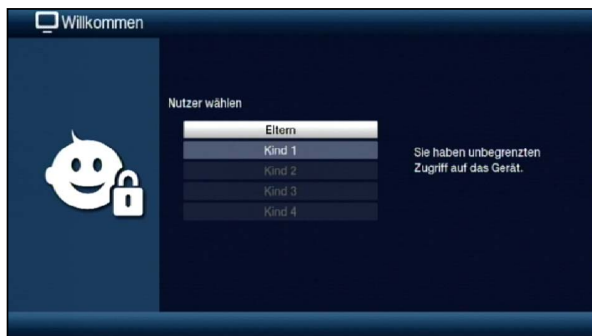 Willkommen
Nutzer wählen
Eltern
Kind 1
Kind 2
Kind 3
Kind 4
Sie haben unbegrenzten
Zugriff auf das Gerät.